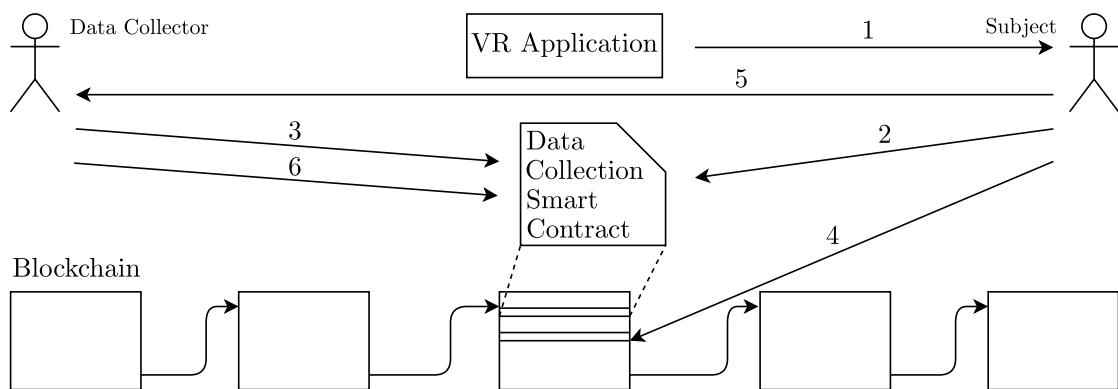 Data Collector
VR Application
1
Subject
5
3
2
6
Data
Collection
Smart
Contract
4
Blockchain